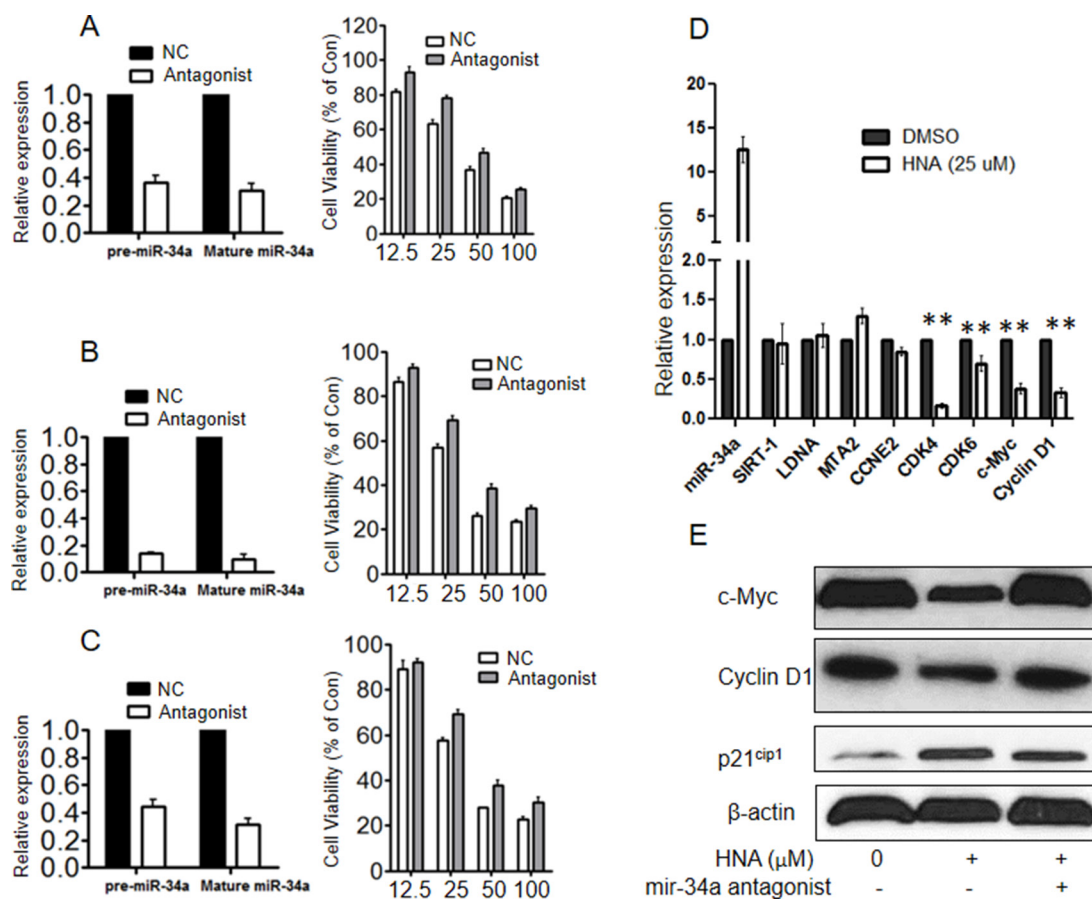 A
NC
Antagonist
Relative expression
1.0
0.8
0.6
0.4
0.2
0.0
pre-miR-34a Mature miR-34a
NC
Antagonist
Cell Viability (% of Con)
120
100
80
60
40
20
0
12.5 25 50 100
B
NC
Antagonist
Relative expression
1.0
0.8
0.6
0.4
0.2
0.0
pre-miR-34a Mature miR-34a
NC
Antagonist
Cell Viability (% of Con)
100
80
60
40
20
0
12.5 25 50 100
C
NC
Antagonist
Relative expression
1.0
0.8
0.6
0.4
0.2
0.0
pre-miR-34a Mature miR-34a
NC
Antagonist
Cell Viability (% of Con)
100
80
60
40
20
0
12.5 25 50 100
D
DMSO
HNA (25 uM)
Relative expression
20
15
10
5
2.0
1.5
1.0
0.5
0.0
** ** ** **
miR-34a SIRT-1 LDNA MTA2 CCNE2 CDK4 CDK6 c-Myc Cyclin D1
E
c-Myc
Cyclin D1
p21cip1
β-actin
HNA (μM) 0 + +
mir-34a antagonist - - +